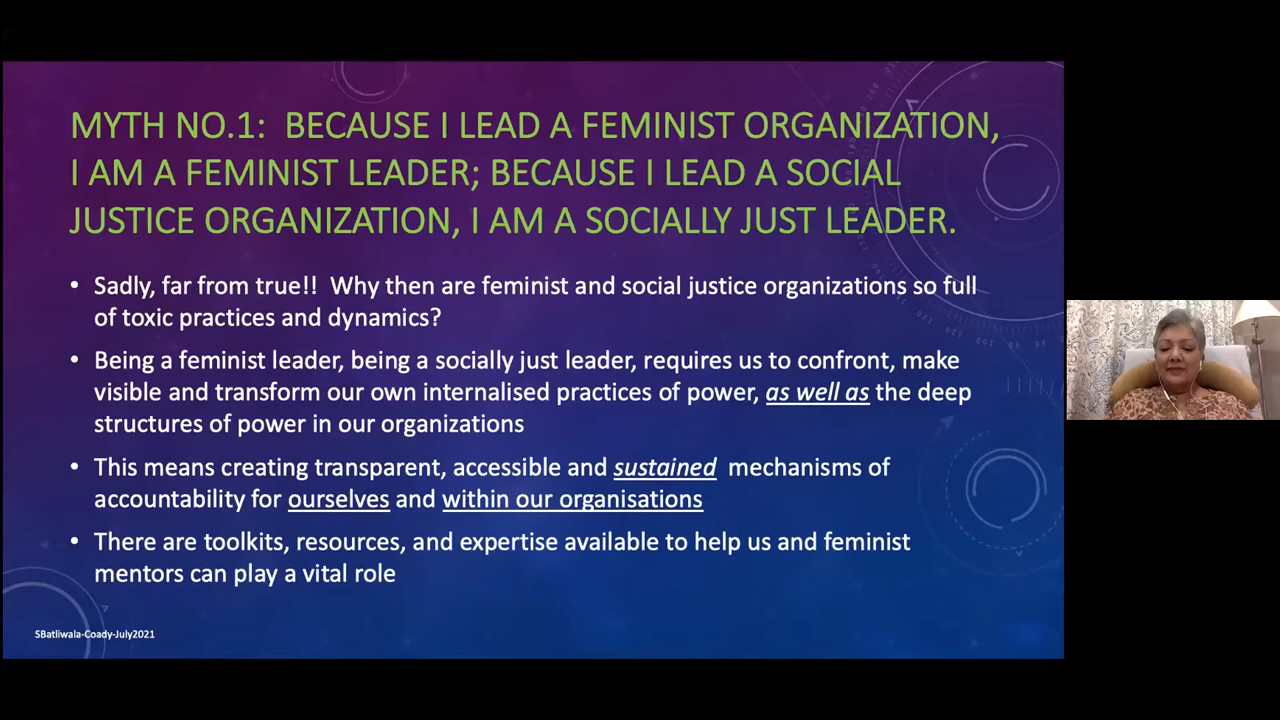 MYTH NO.1:  BECAUSE I LEAD A FEMINIST ORGANIZATION,
I AM A FEMINIST LEADER; BECAUSE I LEAD A SOCIAL
JUSTICE ORGANIZATION, I AM A SOCIALLY JUST LEADER.
• Sadly, far from true!!  Why then are feminist and social justice organizations so full
of toxic practices and dynamics?
• Being a feminist leader, being a socially just leader, requires us to confront, make
visible and transform our own internalised practices of power, as well as the deep
structures of power in our organizations
• This means creating transparent, accessible and sustained  mechanisms of
accountability for ourselves and within our organisations
• There are toolkits, resources, and expertise available to help us and feminist
mentors can play a vital role
SBatliwala-Coady-July2021